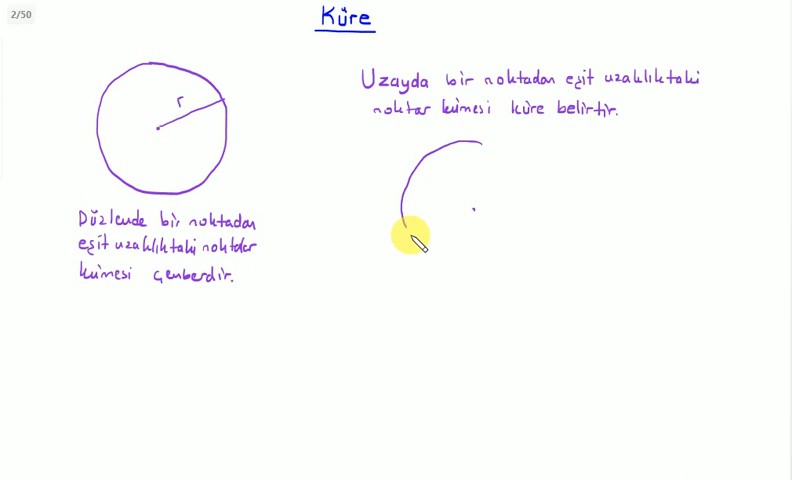 2/50
Küre
r
Uzayda bir noktadan eşit uzaklıktaki
noktar kümesi küre belirtir.
Düzlemde bir noktadan
eşit uzaklıktaki noktalar
kümesi çemberdir.